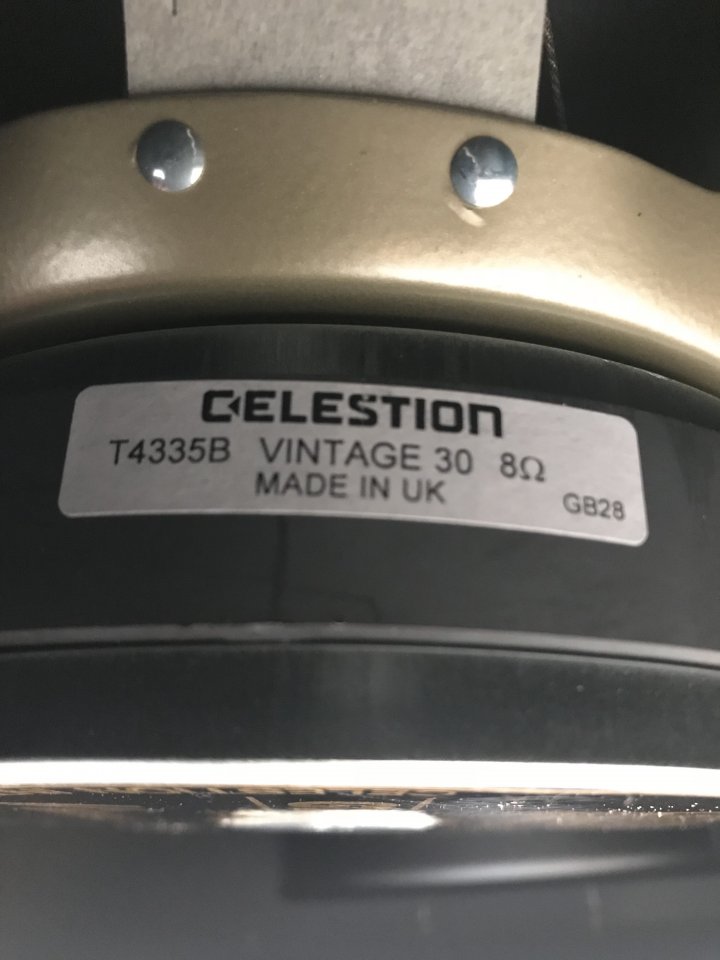 CELESTION
T4335B VINTAGE 30 8Ω
MADE IN UK
GB28